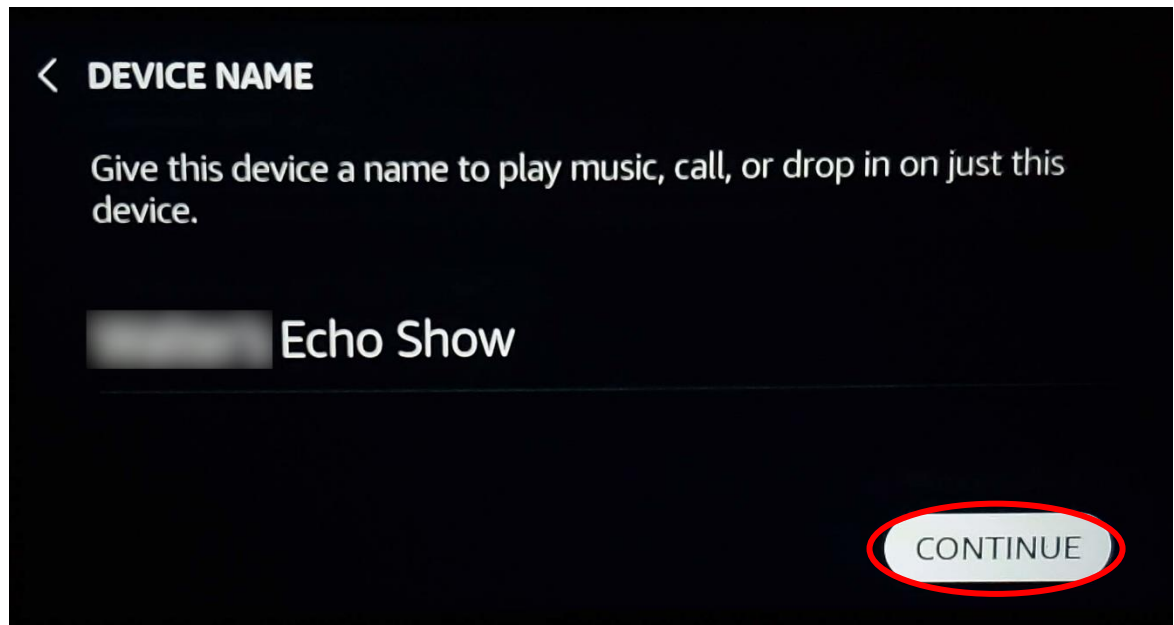 DEVICE NAME
Give this device a name to play music, call, or drop in on just this
device.
Echo Show
CONTINUE